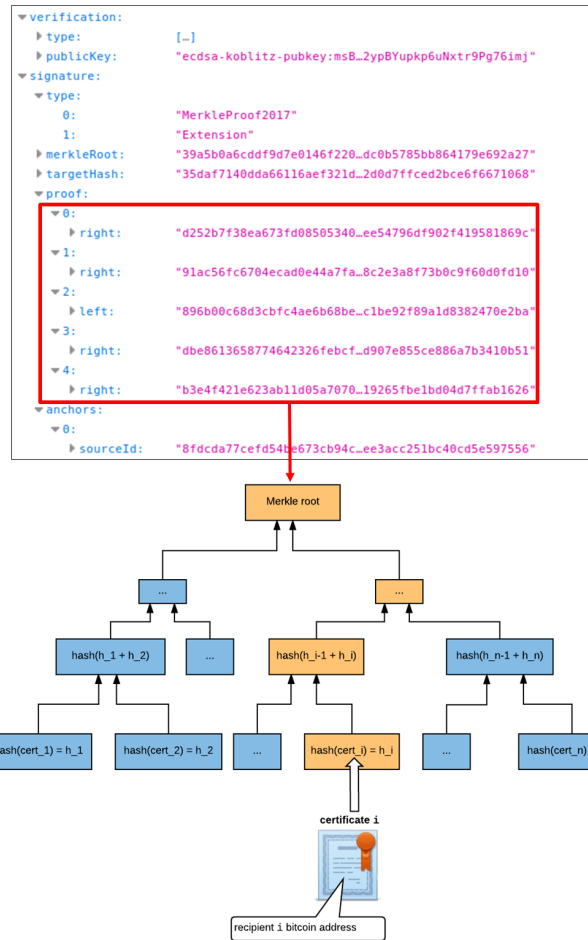 verification:
type: […]
publicKey: "ecdsa-koblitz-pubkey:msB…2ypBYupkp6uNxtr9Pg76imj"
signature:
type:
0: "MerkleProof2017"
1: "Extension"
merkleRoot: "39a5b0a6cddf9d7e0146f220…dc0b5785bb864179e692a27"
targetHash: "35daf7140dda66116aef321d…2d0d7ffced2bce6f6671068"
proof:
0:
right: "d252b7f38ea673fd08505340…ee54796df902f419581869c"
1:
right: "91ac56fc6704ecad0e44a7fa…8c2e3a8f73b0c9f60d0fd10"
2:
left: "896b00c68d3cbfc4ae6b68be…c1be92f89a1d8382470e2ba"
3:
right: "dbe8613658774642326febcf…d907e855ce886a7b3410b51"
4:
right: "b3e4f421e623ab11d05a7070…19265fbe1bd04d7ffab1626"
anchors:
0:
sourceId: "8fdcda77cefd54be673cb94c…ee3acc251bc40cd5e597556"
Merkle root
... ...
hash(h_1 + h_2) ... hash(h_i-1 + h_i) hash(h_n-1 + h_n)
ash(cert_1) = h_1 hash(cert_2) = h_2 ... hash(cert_i) = h_i ... hash(cert_n)
certificate i
recipient i bitcoin address